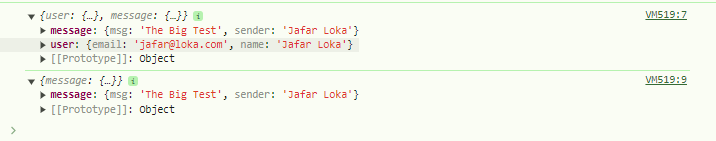 ▼ {user: {…}, message: {…}} i VM519:7
▶ message: {msg: 'The Big Test', sender: 'Jafar Loka'}
▶ user: {email: 'jafar@loka.com', name: 'Jafar Loka'}
▶ [[Prototype]]: Object
▼ {message: {…}} i VM519:9
▶ message: {msg: 'The Big Test', sender: 'Jafar Loka'}
▶ [[Prototype]]: Object
>